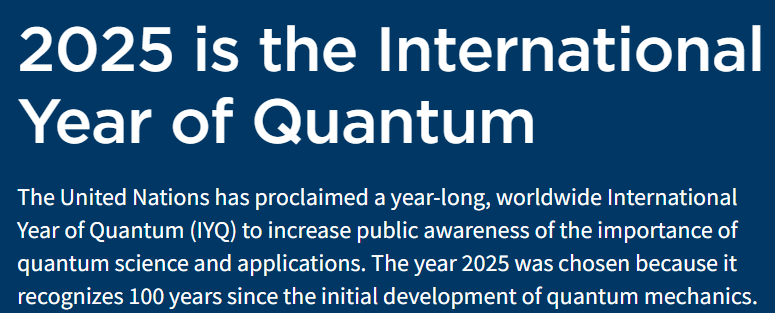 2025 is the International
Year of Quantum
The United Nations has proclaimed a year-long, worldwide International
Year of Quantum (IYQ) to increase public awareness of the importance of
quantum science and applications. The year 2025 was chosen because it
recognizes 100 years since the initial development of quantum mechanics.